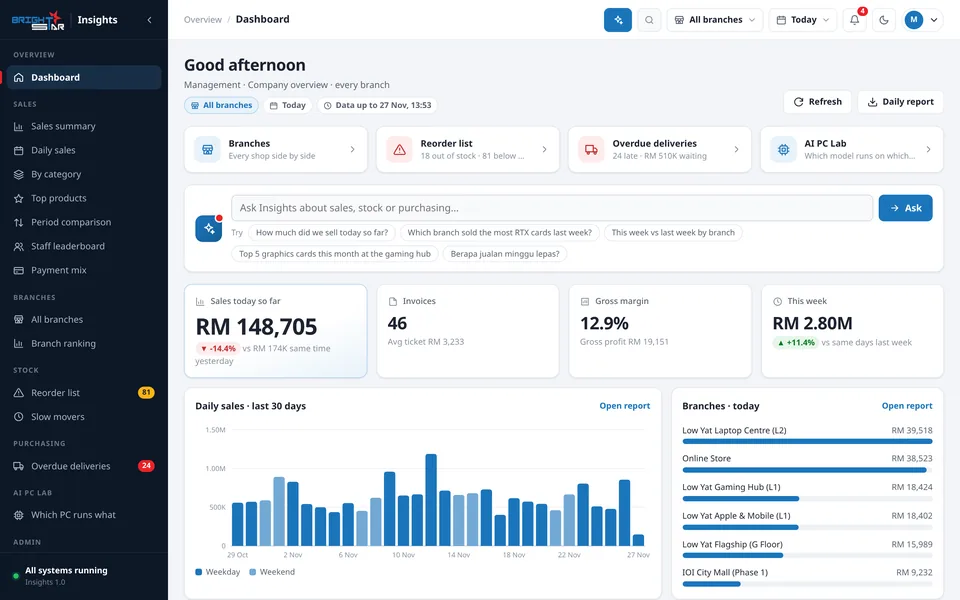 BRIGHT STAR
Insights
OVERVIEW
Dashboard
SALES
Sales summary
Daily sales
By category
Top products
Period comparison
Staff leaderboard
Payment mix
BRANCHES
All branches
Branch ranking
STOCK
Reorder list 81
Slow movers
PURCHASING
Overdue deliveries 24
AI PC LAB
Which PC runs what
ADMIN
All systems running
Insights 1.0
Overview / Dashboard
All branches
Today
4
M
Good afternoon
Management · Company overview · every branch
All branches
Today
Data up to 27 Nov, 13:53
Refresh
Daily report
Branches
Every shop side by side
Reorder list
18 out of stock · 81 below ...
Overdue deliveries
24 late · RM 510K waiting
AI PC Lab
Which model runs on which...
Ask Insights about sales, stock or purchasing...
Ask
Try
How much did we sell today so far?
Which branch sold the most RTX cards last week?
This week vs last week by branch
Top 5 graphics cards this month at the gaming hub
Berapa jualan minggu lepas?
Sales today so far
RM 148,705
▼ -14.4% vs RM 174K same time
yesterday
Invoices
46
Avg ticket RM 3,233
Gross margin
12.9%
Gross profit RM 19,151
This week
RM 2.80M
▲ +11.4% vs same days last week
Daily sales · last 30 days
Open report
1.50M
1.00M
500K
0
29 Oct
2 Nov
6 Nov
10 Nov
14 Nov
18 Nov
22 Nov
27 Nov
Weekday
Weekend
Branches · today
Open report
Low Yat Laptop Centre (L2) RM 39,518
Online Store RM 38,523
Low Yat Gaming Hub (L1) RM 18,424
Low Yat Apple & Mobile (L1) RM 18,402
Low Yat Flagship (G Floor) RM 15,989
IOI City Mall (Phase 1) RM 9,232